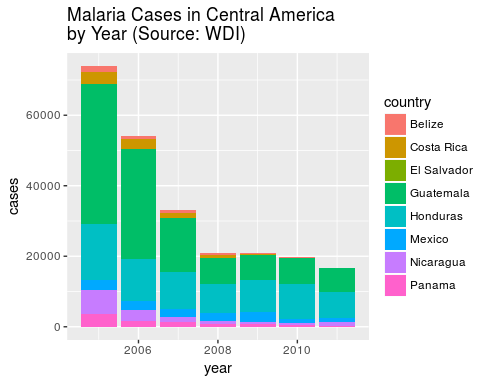 Malaria Cases in Central America
by Year (Source: WDI)
cases
60000
40000
20000
0
2006
2008
2010
year
country
Belize
Costa Rica
El Salvador
Guatemala
Honduras
Mexico
Nicaragua
Panama